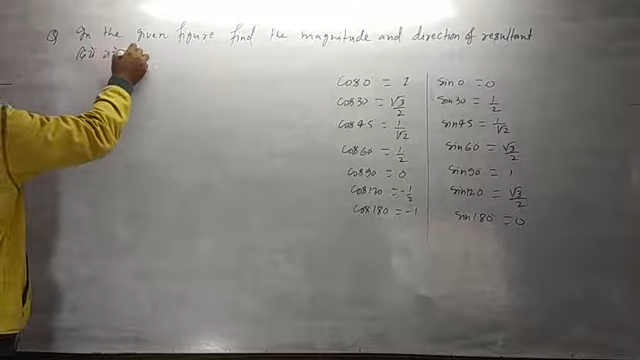 Q In the given figure find the magnitude and direction of resultant
दिये गये
cos 0 = 1
cos 30 = √3/2
cos 45 = 1/√2
cos 60 = 1/2
cos 90 = 0
cos 120 = -1/2
cos 180 = -1
sin 0 = 0
sin 30 = 1/2
sin 45 = 1/√2
sin 60 = √3/2
sin 90 = 1
sin 120 = √3/2
sin 180 = 0